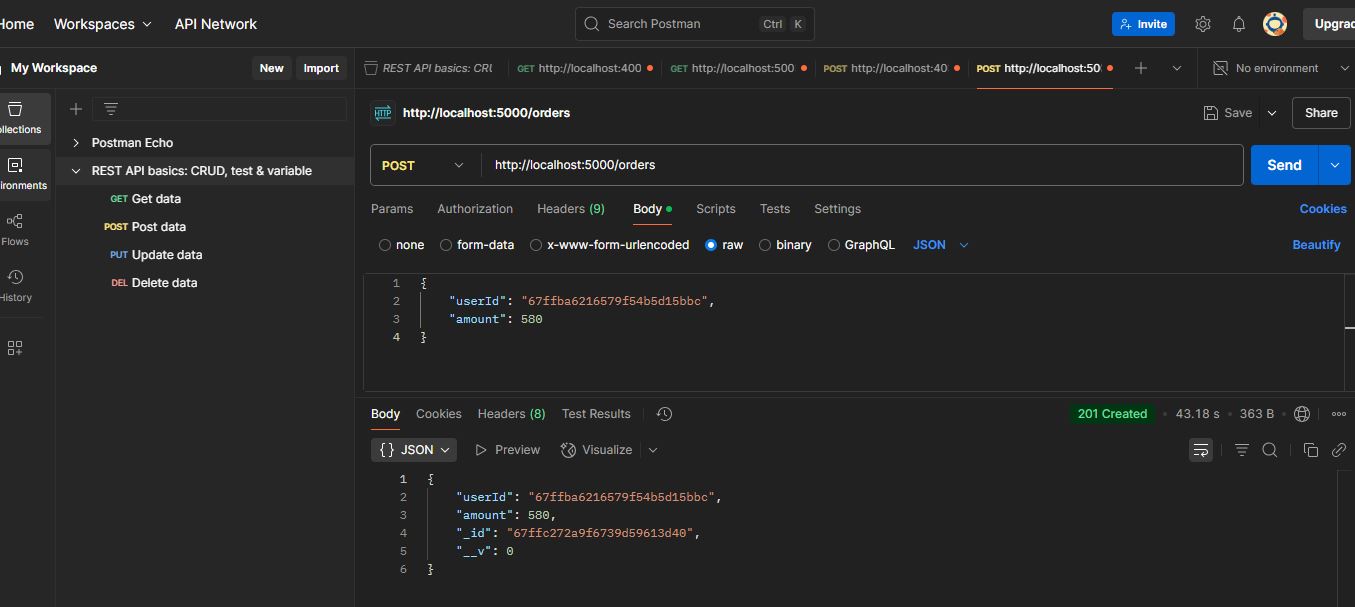 Home Workspaces API Network Search Postman Ctrl K Invite
My Workspace New Import REST API basics: CRU GET http://localhost:400 GET http://localhost:500 POST http://localhost:40 POST http://localhost:50 No environment
Postman Echo
REST API basics: CRUD, test & variable
GET Get data
POST Post data
PUT Update data
DEL Delete data
Flows
History
HTTP http://localhost:5000/orders Save Share
POST http://localhost:5000/orders Send
Params Authorization Headers (9) Body Scripts Tests Settings Cookies
none form-data x-www-form-urlencoded raw binary GraphQL JSON Beautify
1 {
2 "userId": "67ffba6216579f54b5d15bbc",
3 "amount": 580
4 }
Body Cookies Headers (8) Test Results 201 Created • 43.18 s • 363 B
{} JSON Preview Visualize
1 {
2 "userId": "67ffba6216579f54b5d15bbc",
3 "amount": 580,
4 "_id": "67ffc272a9f6739d59613d40",
5 "__v": 0
6 }